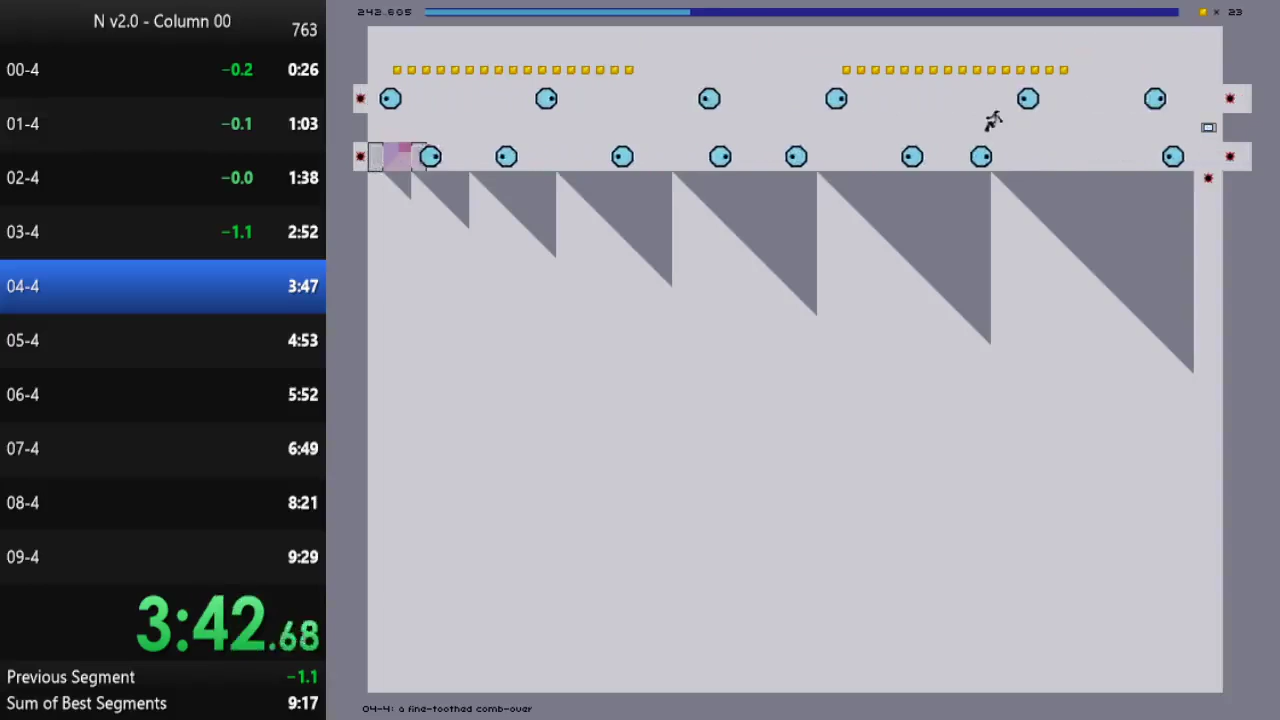 N v2.0 - Column 00
763
00-4 −0.2 0:26
01-4 −0.1 1:03
02-4 −0.0 1:38
03-4 −1.1 2:52
04-4 3:47
05-4 4:53
06-4 5:52
07-4 6:49
08-4 8:21
09-4 9:29
3:42.68
Previous Segment −1.1
Sum of Best Segments 9:17
242.605
× 23
04-4: a fine-toothed comb-over